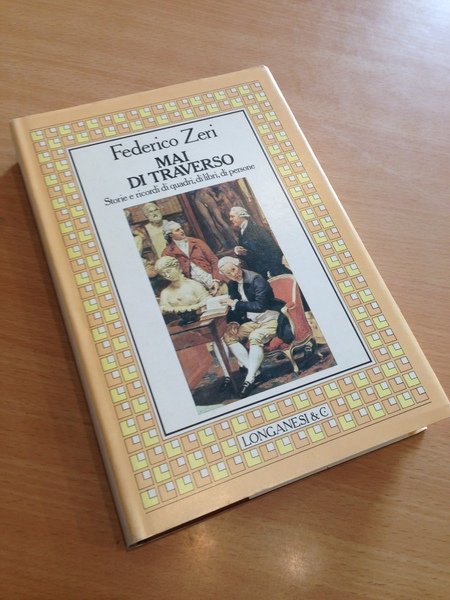 Federico Zeri
MAI
DI TRAVERSO
Storie e ricordi di quadri, di libri, di persone
LONGANESI & C.